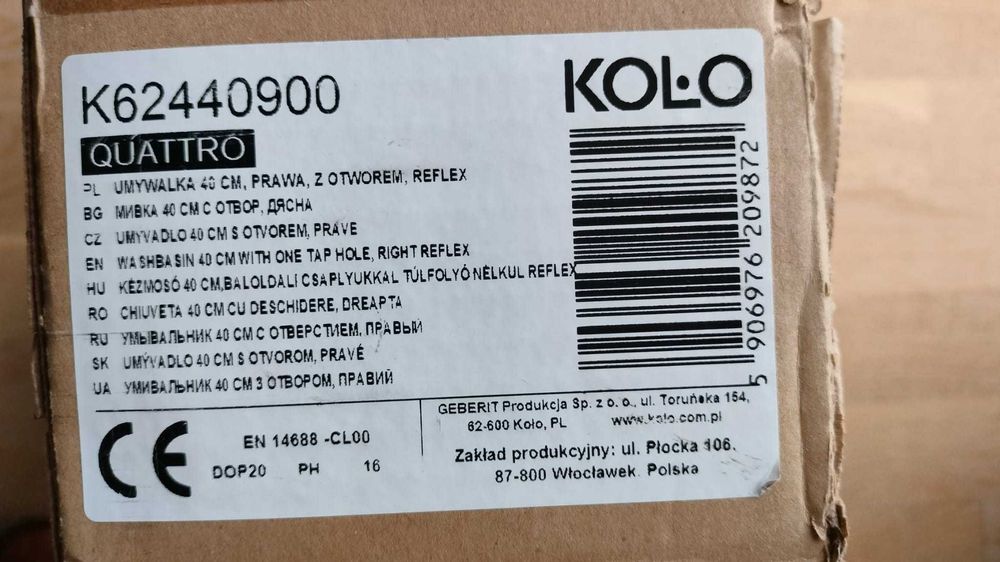 K62440900
KOŁO
QUATTRO
PL UMYWALKA 40 CM, PRAWA, Z OTWOREM, REFLEX
BG МИВКА 40 СМ С ОТВОР, ДЯСНА
CZ UMYVADLO 40 CM S OTVOREM, PRAVE
EN WASHBASIN 40 CM WITH ONE TAP HOLE, RIGHT REFLEX
HU KÉZMOSÓ 40 CM,BALOLDALI CSAPLYUKKAL TÚLFOLYÓ NÉLKUL REFLEX
RO CHIUVETA 40 CM CU DESCHIDERE, DREAPTA
RU УМЫВАЛЬНИК 40 СМ С ОТВЕРСТИЕМ, ПРАВЫЙ
SK UMÝVADLO 40 CM S OTVOROM, PRAVÉ
UA УМИВАЛЬНИК 40 СМ З ОТВОРОМ, ПРАВИЙ
5 906976 209872
CE
EN 14688 -CL00
DOP20 PH 16
GEBERIT Produkcja Sp. z o. o., ul. Toruńska 154,
62-600 Koło, PL www.kolo.com.pl
Zakład produkcyjny: ul. Płocka 106,
87-800 Włocławek Polska